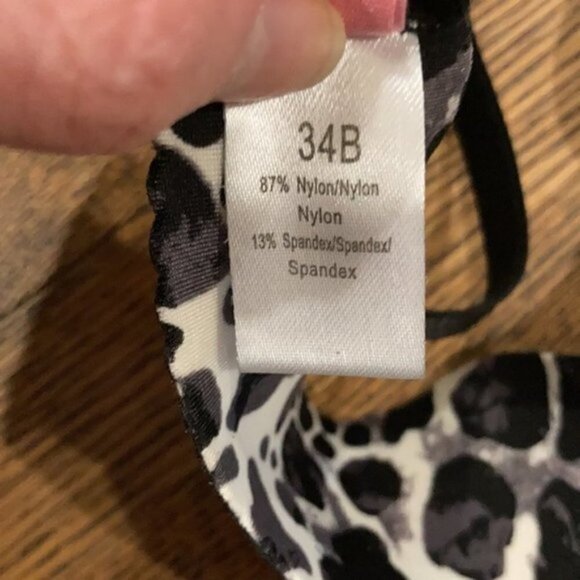 34B
87% Nylon/Nylon
Nylon
13% Spandex/Spandex/
Spandex